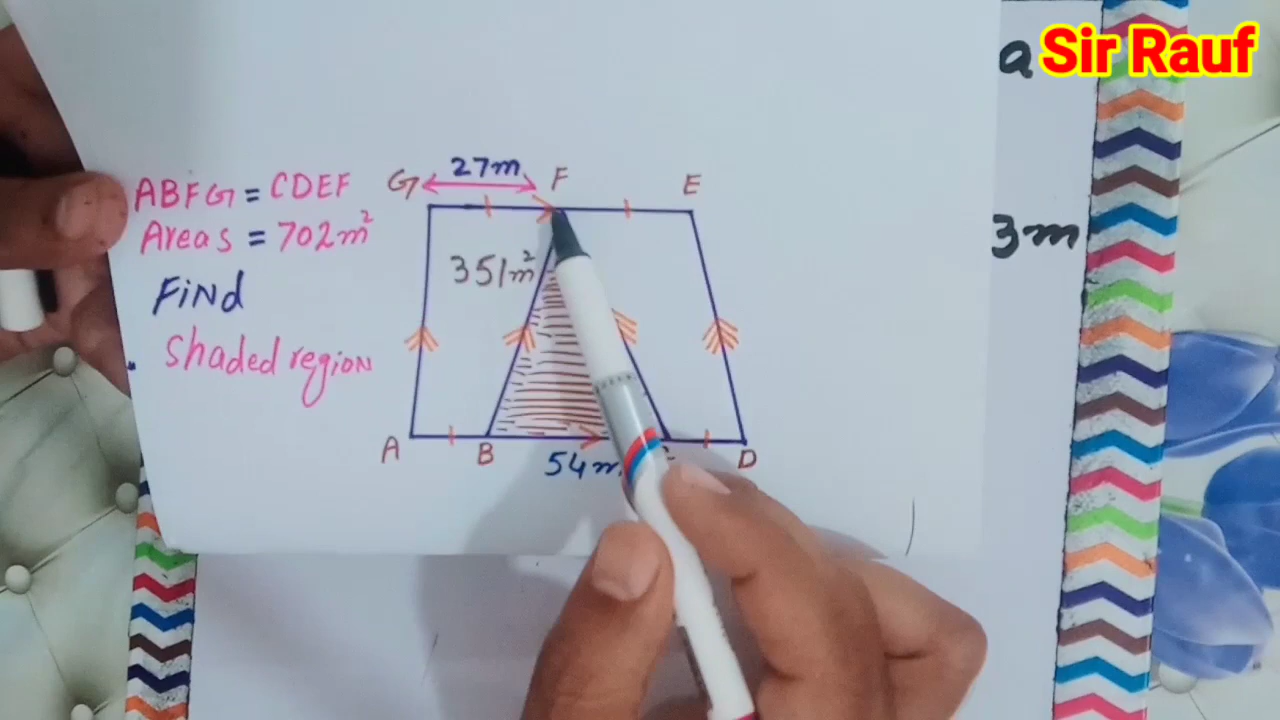 a Sir Rauf
27m
G F E
ABFG = CDEF
Areas = 702m²
351m²
3m
Find
Shaded region
A B D
54m